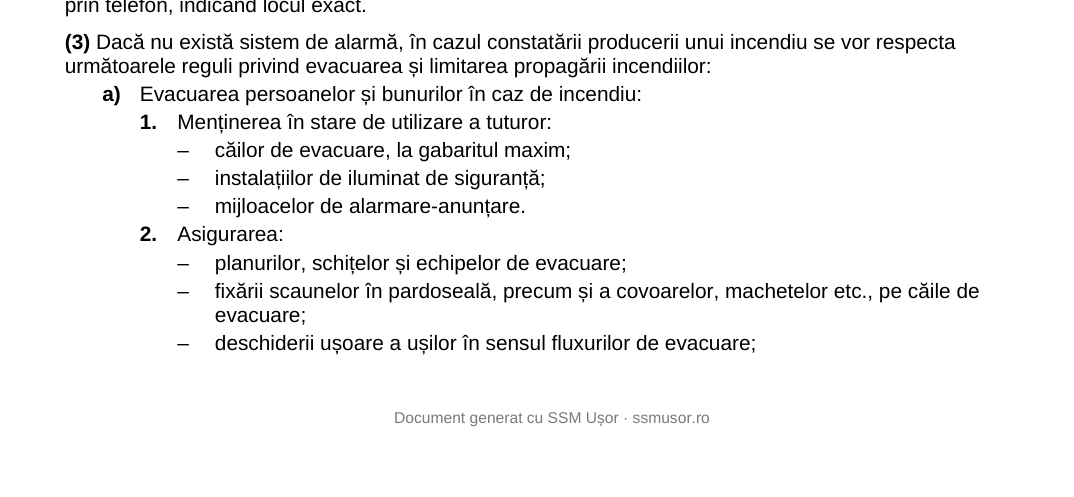 prin telefon, indicând locul exact.
(3) Dacă nu există sistem de alarmă, în cazul constatării producerii unui incendiu se vor respecta
următoarele reguli privind evacuarea și limitarea propagării incendiilor:
a) Evacuarea persoanelor și bunurilor în caz de incendiu:
1. Menținerea în stare de utilizare a tuturor:
– căilor de evacuare, la gabaritul maxim;
– instalațiilor de iluminat de siguranță;
– mijloacelor de alarmare-anunțare.
2. Asigurarea:
– planurilor, schițelor și echipelor de evacuare;
– fixării scaunelor în pardoseală, precum și a covoarelor, machetelor etc., pe căile de
evacuare;
– deschiderii ușoare a ușilor în sensul fluxurilor de evacuare;
Document generat cu SSM Ușor · ssmusor.ro